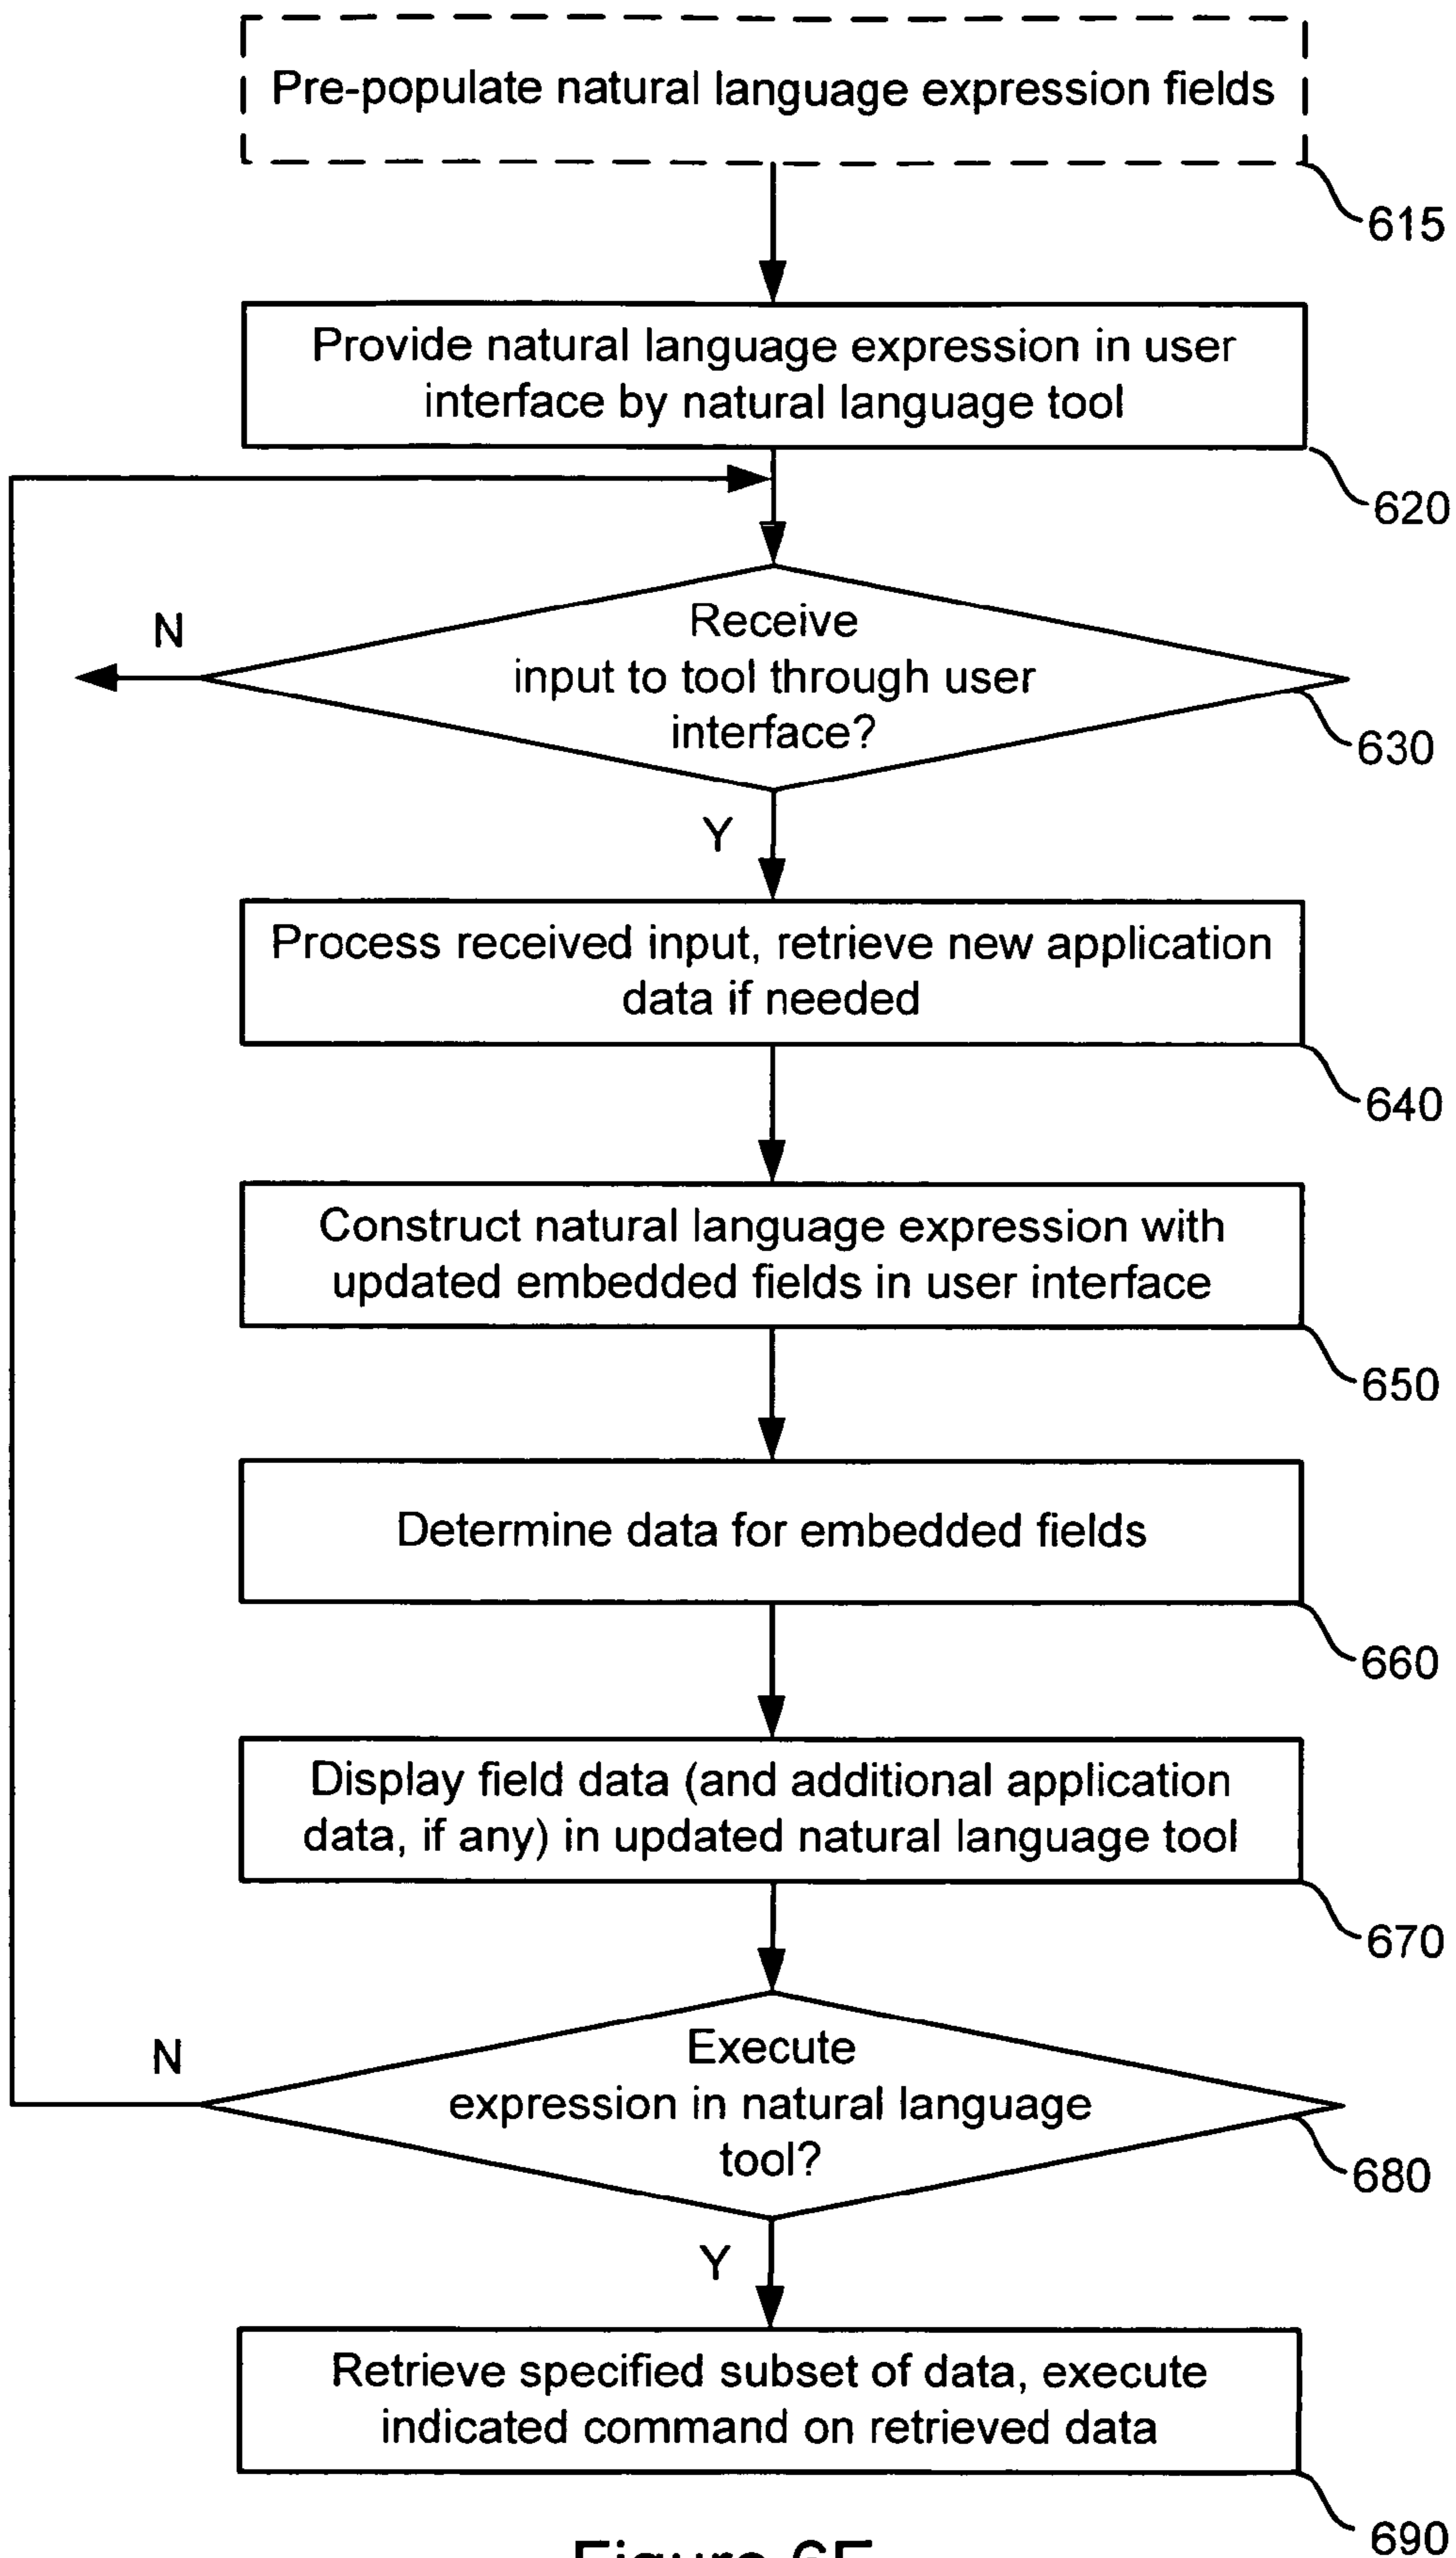 Pre-populate natural language expression fields
615
Provide natural language expression in user
interface by natural language tool
620
N
Receive
input to tool through user
interface?
630
Y
Process received input, retrieve new application
data if needed
640
Construct natural language expression with
updated embedded fields in user interface
650
Determine data for embedded fields
660
Display field data (and additional application
data, if any) in updated natural language tool
670
N
Execute
expression in natural language
tool?
680
Y
Retrieve specified subset of data, execute
indicated command on retrieved data
690
Figure